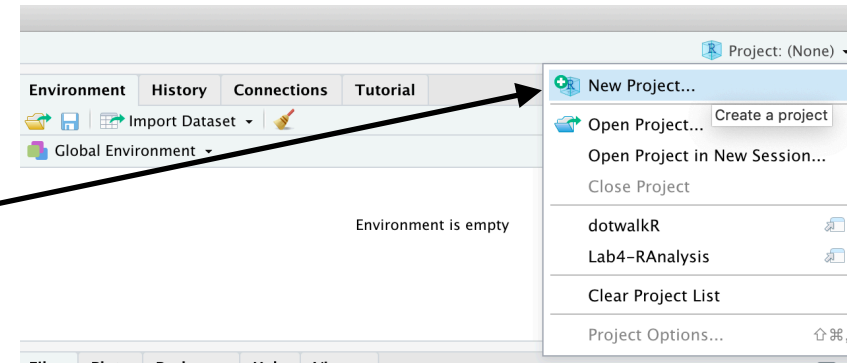 Project: (None)
Environment History Connections Tutorial
New Project...
Import Dataset
Create a project
Open Project...
Global Environment
Open Project in New Session...
Close Project
Environment is empty
dotwalkR
Lab4-RAnalysis
Clear Project List
Project Options... ⇧⌘,